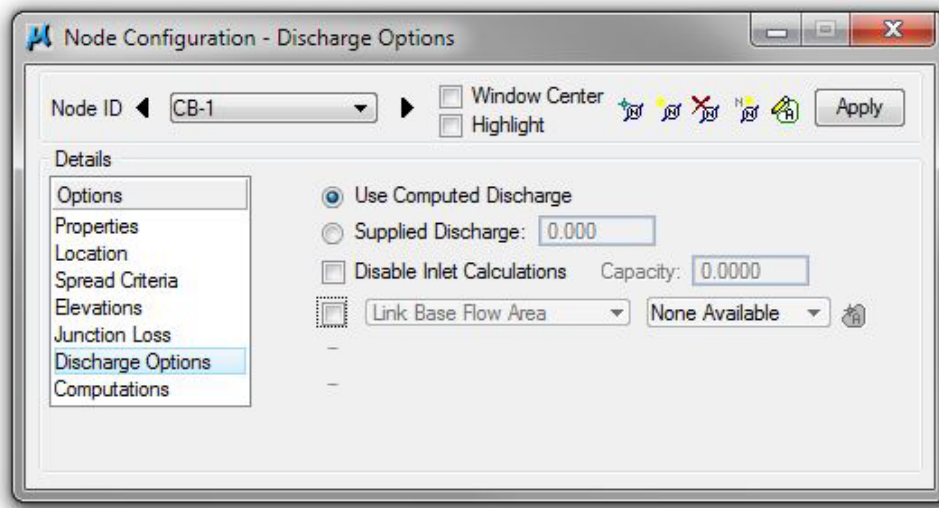 Node Configuration - Discharge Options
Node ID CB-1 Window Center Apply
Highlight
Details
Options
Properties
Location
Spread Criteria
Elevations
Junction Loss
Discharge Options
Computations
Use Computed Discharge
Supplied Discharge: 0.000
Disable Inlet Calculations Capacity: 0.0000
Link Base Flow Area None Available